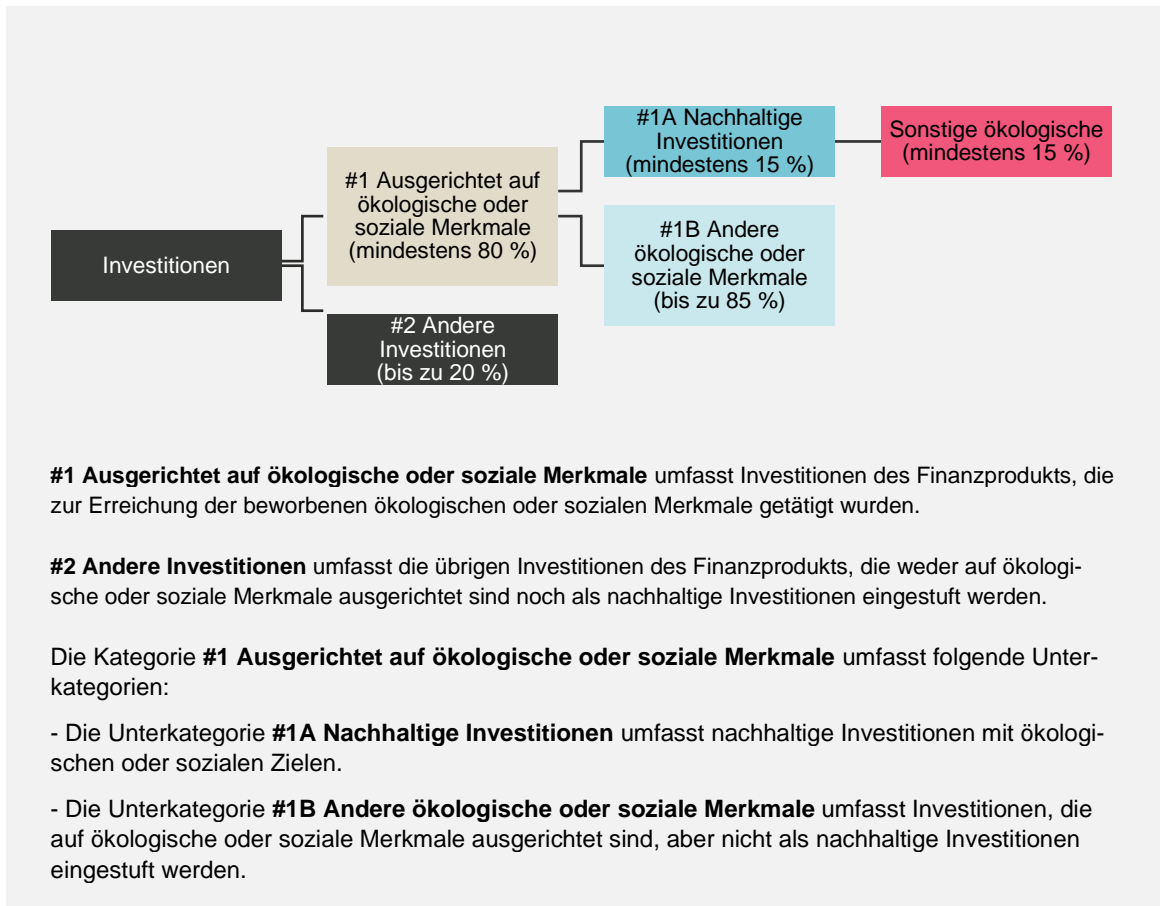 #1A Nachhaltige
Investitionen
(mindestens 15 %)
Sonstige ökologische
(mindestens 15 %)
#1 Ausgerichtet auf
ökologische oder
soziale Merkmale
(mindestens 80 %)
#1B Andere
ökologische oder
soziale Merkmale
(bis zu 85 %)
Investitionen
#2 Andere
Investitionen
(bis zu 20 %)
#1 Ausgerichtet auf ökologische oder soziale Merkmale umfasst Investitionen des Finanzprodukts, die
zur Erreichung der beworbenen ökologischen oder sozialen Merkmale getätigt wurden.
#2 Andere Investitionen umfasst die übrigen Investitionen des Finanzprodukts, die weder auf ökologi-
sche oder soziale Merkmale ausgerichtet sind noch als nachhaltige Investitionen eingestuft werden.
Die Kategorie #1 Ausgerichtet auf ökologische oder soziale Merkmale umfasst folgende Unter-
kategorien:
- Die Unterkategorie #1A Nachhaltige Investitionen umfasst nachhaltige Investitionen mit ökologi-
schen oder sozialen Zielen.
- Die Unterkategorie #1B Andere ökologische oder soziale Merkmale umfasst Investitionen, die
auf ökologische oder soziale Merkmale ausgerichtet sind, aber nicht als nachhaltige Investitionen
eingestuft werden.